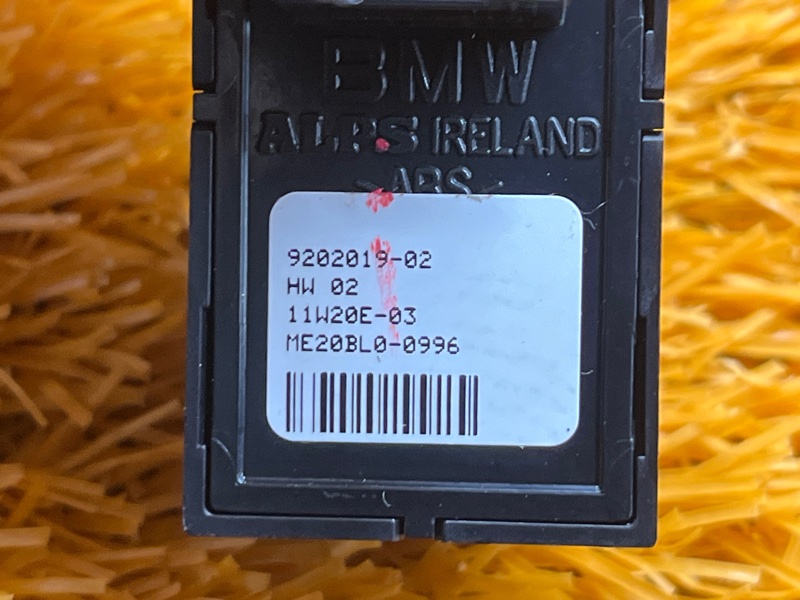 BMW
ALPS IRELAND
>ABS<
9202019-02
HW 02
11W20E-03
ME20BL0-0996